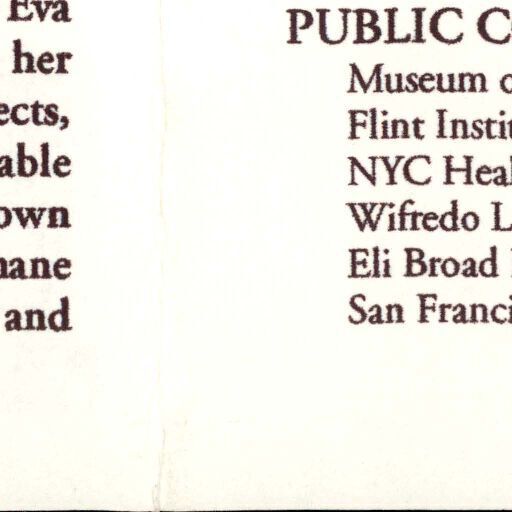 Eva
her
ects,
able
own
nane
and
PUBLIC C
Museum o
Flint Instit
NYC Heal
Wifredo L
Eli Broad
San Franci